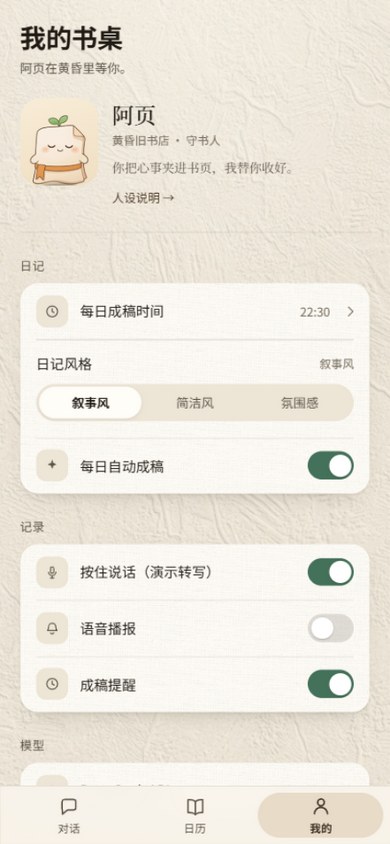 我的书桌
阿页在黄昏里等你。
阿页
黄昏旧书店 · 守书人
你把心事夹进书页，我替你收好。
人设说明 →
日记
每日成稿时间 22:30
日记风格 叙事风
叙事风 简洁风 氛围感
每日自动成稿
记录
按住说话（演示转写）
语音播报
成稿提醒
模型
对话 日历 我的